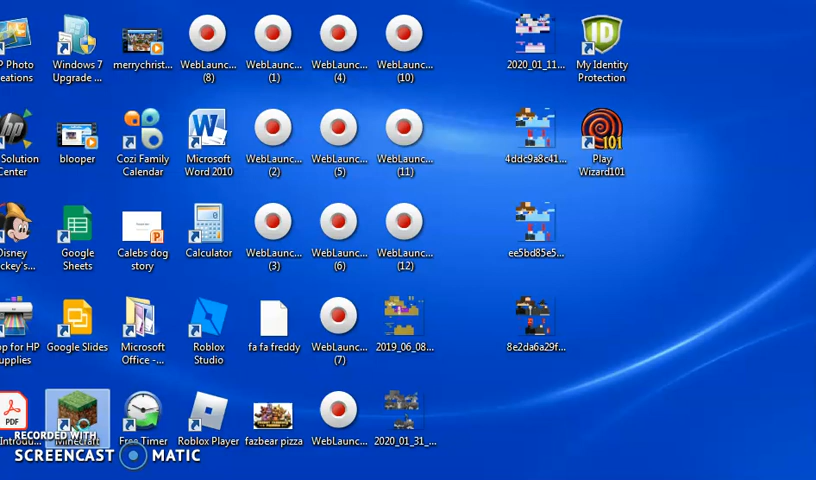 P Photo
eations
Windows 7
Upgrade ...
merrychrist...
WebLaunc...
(8)
WebLaunc...
(1)
WebLaunc...
(4)
WebLaunc...
(10)
2020_01_11...
ID
My Identity
Protection
hp
Solution
Center
blooper
Cozi Family
Calendar
W
Microsoft
Word 2010
WebLaunc...
(2)
WebLaunc...
(5)
WebLaunc...
(11)
4ddc9a8c41...
101
Play
Wizard101
Disney
ickey's...
Google
Sheets
P
Calebs dog
story
Calculator
WebLaunc...
(3)
WebLaunc...
(6)
WebLaunc...
(12)
ee5bd85e5...
op for HP
upplies
Google Slides
Microsoft
Office -...
Roblox
Studio
fa fa freddy
WebLaunc...
(7)
2019_06_08...
8e2da6a29f...
PDF
Introdu...
Minecraft
Free Timer
Roblox Player
fazbear pizza
WebLaunc...
2020_01_31_...
RECORDED WITH
SCREENCAST MATIC